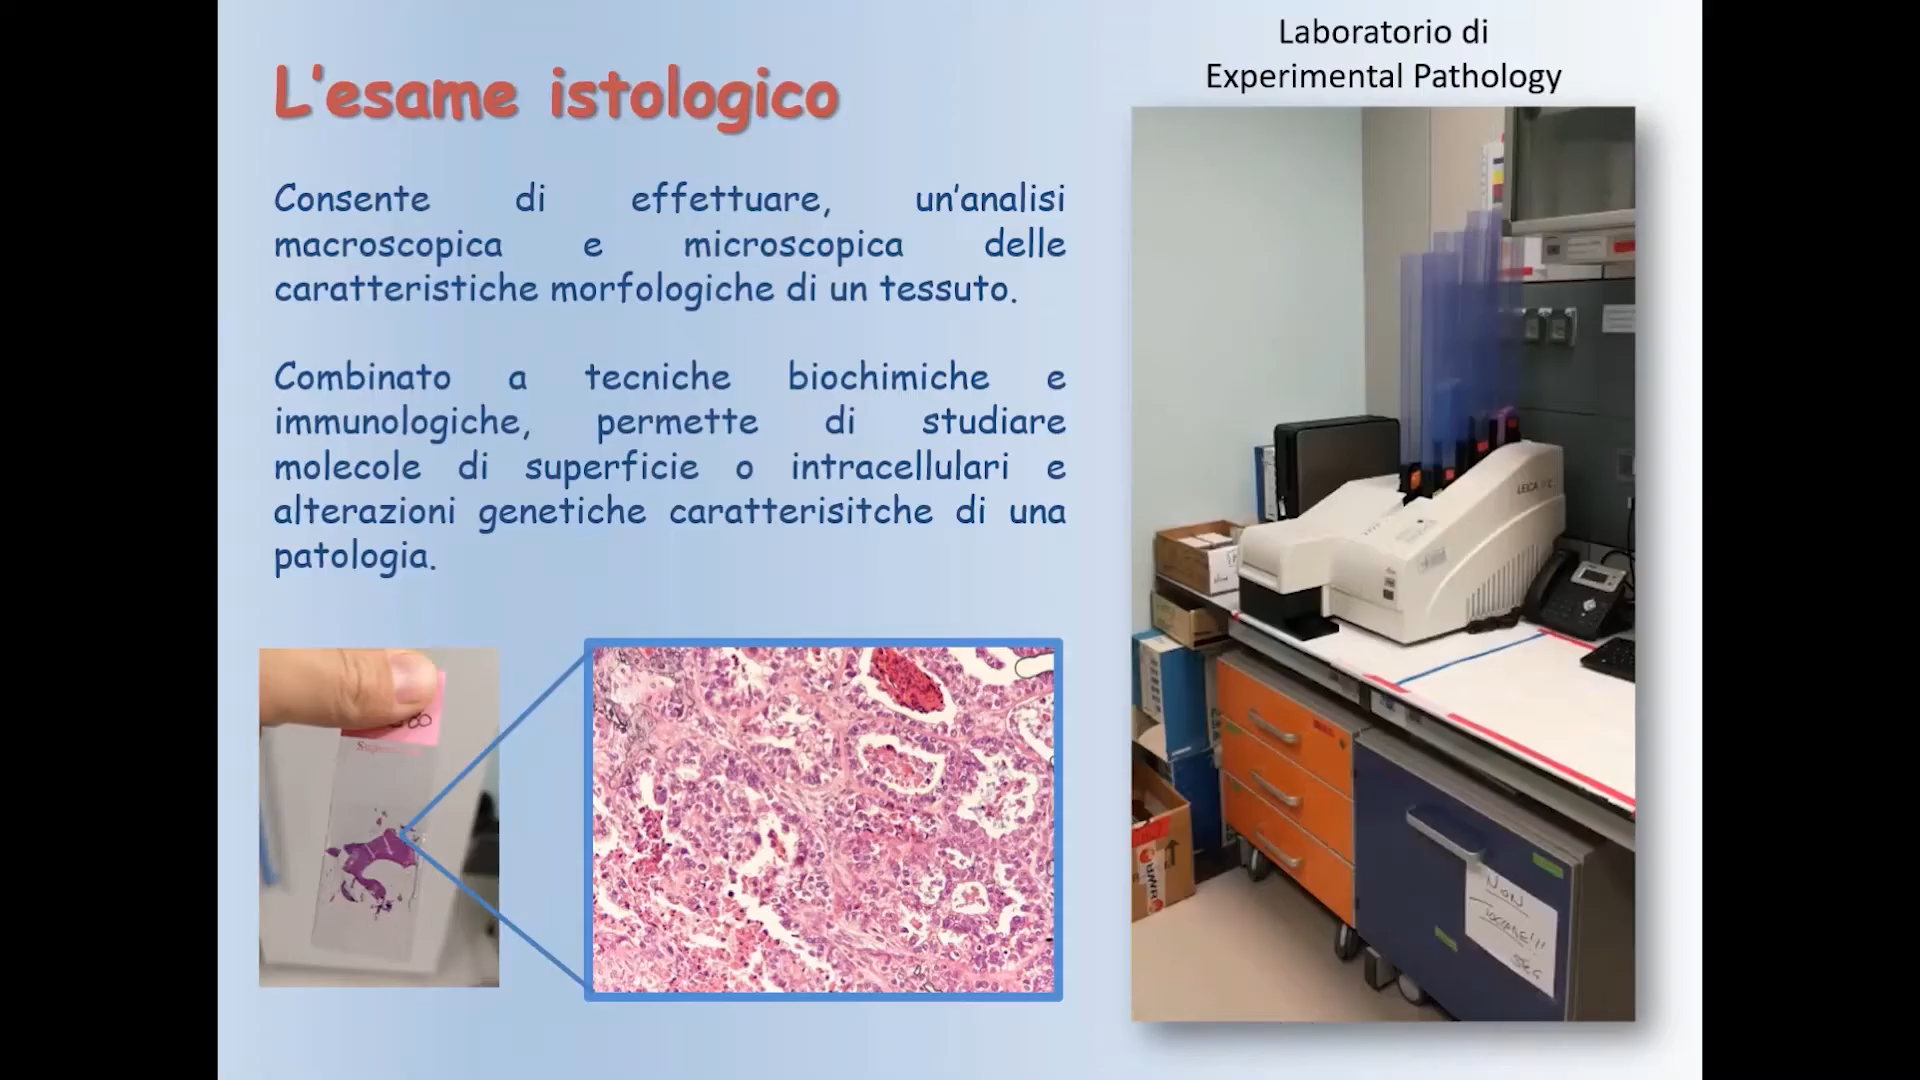 Laboratorio di
Experimental Pathology
L'esame istologico
Consente di effettuare, un'analisi
macroscopica e microscopica delle
caratteristiche morfologiche di un tessuto.
Combinato a tecniche biochimiche e
immunologiche, permette di studiare
molecole di superficie o intracellulari e
alterazioni genetiche caratterisitche di una
patologia.
LEICA
NON
TOCCARE!!!